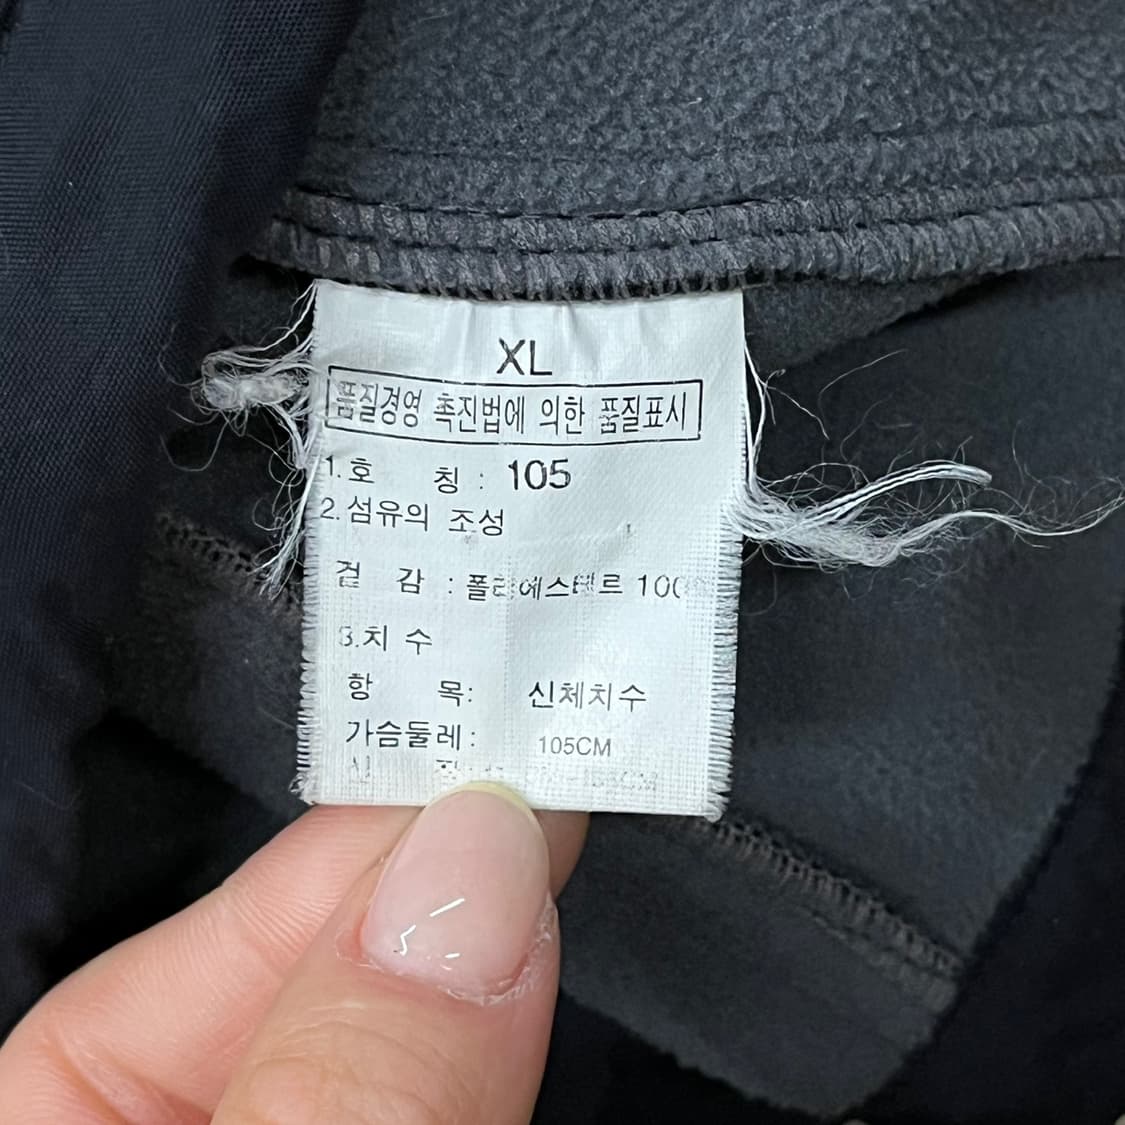 XL
품질경영 촉진법에 의한 품질표시
1. 호 칭 : 105
2. 섬유의 조성
겉 감 : 폴리에스테르 100
3. 치 수
항 목: 신체치수
가슴둘레: 105CM